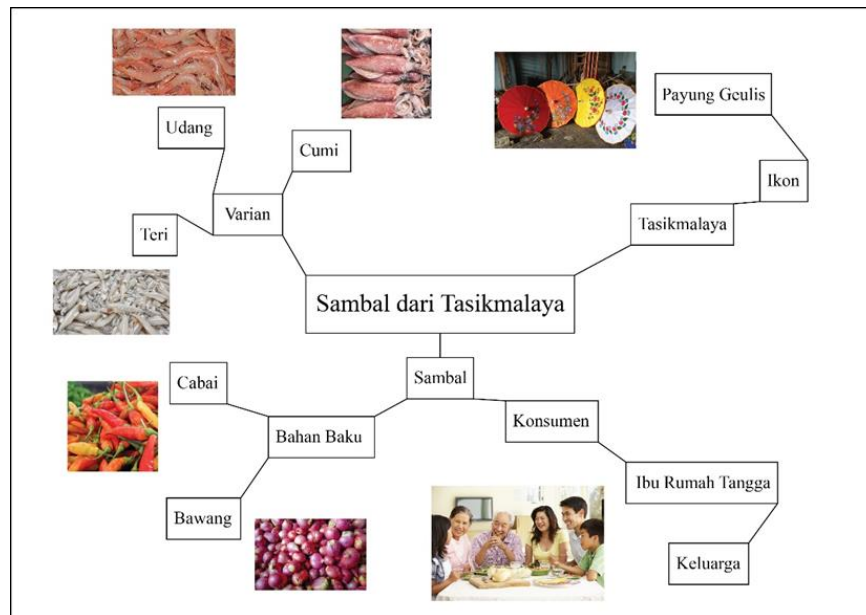 Payung Geulis
Udang
Cumi
Ikon
Varian
Tasikmalaya
Teri
Sambal dari Tasikmalaya
Sambal
Cabai
Konsumen
Bahan Baku
Ibu Rumah Tangga
Bawang
Keluarga